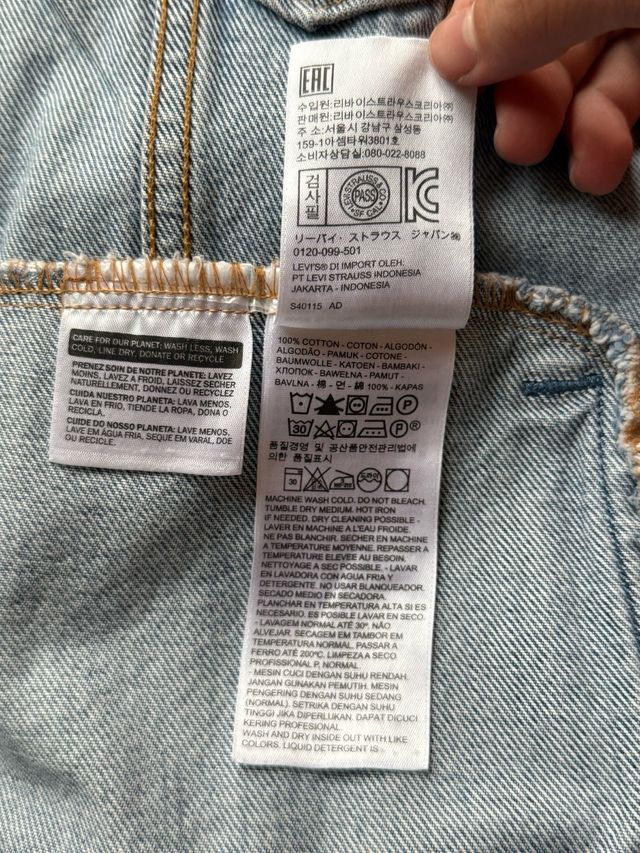 EAC
수입원:리바이스트라우스코리아㈜
판매원:리바이스트라우스코리아㈜
주 소:서울시 강남구 삼성동
159-1아셈타워3801호
소비자상담실:080-022-8088
검사필
LEVI STRAUSS & CO.
PASS
SF CAL
KC
リーバイ・ストラウス ジャパン㈱
0120-099-501
LEVI'S® DI IMPORT OLEH:
PT LEVI STRAUSS INDONESIA
JAKARTA - INDONESIA
S40115 AD
CARE FOR OUR PLANET: WASH LESS, WASH
COLD, LINE DRY, DONATE OR RECYCLE
PRENEZ SOIN DE NOTRE PLANETE: LAVEZ
MOINS, LAVEZ A FROID, LAISSEZ SECHER
NATURELLEMENT, DONNEZ OU RECYCLEZ
CUIDA NUESTRO PLANETA: LAVA MENOS,
LAVA EN FRIO, TIENDE LA ROPA, DONA O
RECICLA.
CUIDE DO NOSSO PLANETA: LAVE MENOS,
LAVE EM ÁGUA FRIA, SEQUE EM VARAL, DOE
OU RECICLE.
100% COTTON - COTON - ALGODÓN -
ALGODÃO - PAMUK - COTONE -
BAUMWOLLE - KATOEN - BAMBAKI -
ХЛОПОК - BAWEŁNA - PAMUT -
BAVLNA - 棉 - 면 - 綿 100% - KAPAS
P
30 P ®
품질경영 및 공산품안전관리법에
의한 품질표시
30
MACHINE WASH COLD. DO NOT BLEACH.
TUMBLE DRY MEDIUM. HOT IRON
IF NEEDED. DRY CLEANING POSSIBLE -
LAVER EN MACHINE A L'EAU FROIDE.
NE PAS BLANCHIR. SECHER EN MACHINE
A TEMPERATURE MOYENNE. REPASSER A
TEMPERATURE ELEVEE AU BESOIN.
NETTOYAGE A SEC POSSIBLE. - LAVAR
EN LAVADORA CON AGUA FRIA Y
DETERGENTE. NO USAR BLANQUEADOR.
SECADO MEDIO EN SECADORA.
PLANCHAR EN TEMPERATURA ALTA SI ES
NECESARIO. ES POSIBLE LAVAR EN SECO.
- LAVAGEM NORMAL ATÉ 30º. NÃO
ALVEJAR. SECAGEM EM TAMBOR EM
TEMPERATURA NORMAL. PASSAR A
FERRO ATÉ 200ºC. LIMPEZA A SECO
PROFISSIONAL P, NORMAL.
- MESIN CUCI DENGAN SUHU RENDAH.
JANGAN GUNAKAN PEMUTIH. MESIN
PENGERING DENGAN SUHU SEDANG
(NORMAL). SETRIKA DENGAN SUHU
TINGGI JIKA DIPERLUKAN. DAPAT DICUCI
KERING PROFESIONAL.
WASH AND DRY INSIDE OUT WITH LIKE
COLORS. LIQUID DETERGENT IS